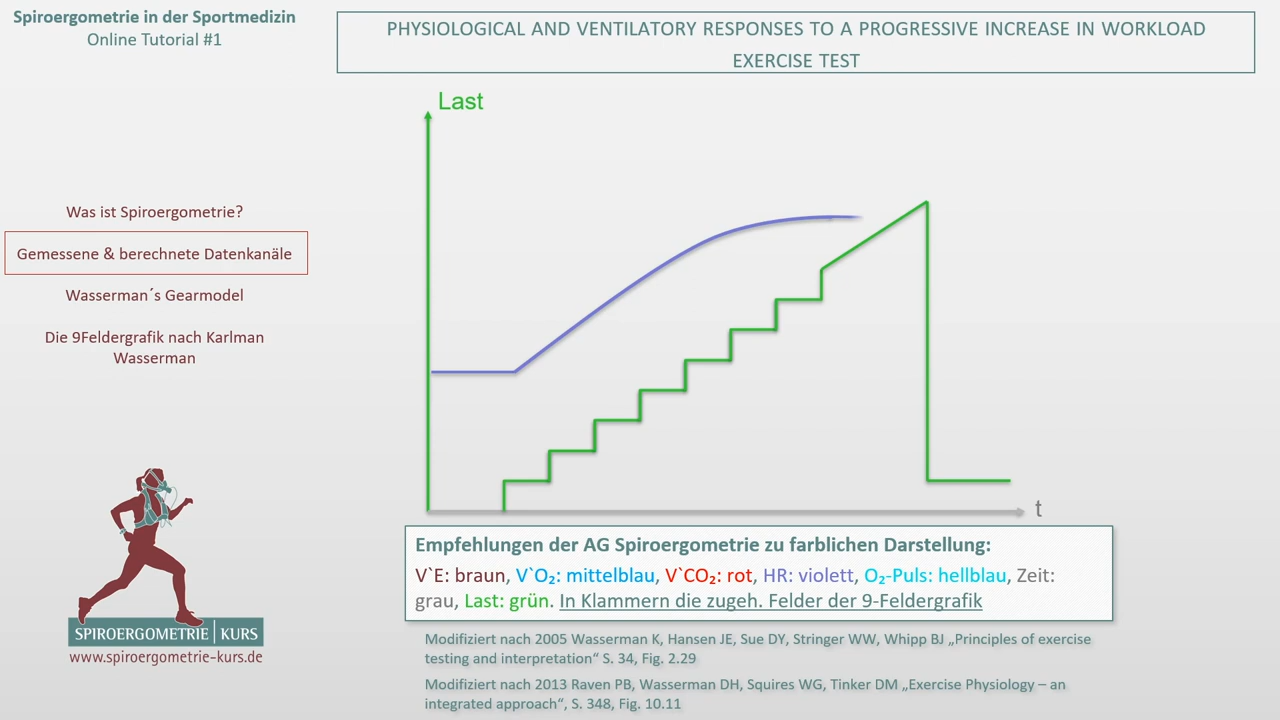 Spiroergometrie in der Sportmedizin
Online Tutorial #1
PHYSIOLOGICAL AND VENTILATORY RESPONSES TO A PROGRESSIVE INCREASE IN WORKLOAD
EXERCISE TEST
Last
Was ist Spiroergometrie?
Gemessene & berechnete Datenkanäle
Wasserman´s Gearmodel
Die 9Feldergrafik nach Karlman
Wasserman
t
Empfehlungen der AG Spiroergometrie zu farblichen Darstellung:
V`E: braun, V`O₂: mittelblau, V`CO₂: rot, HR: violett, O₂-Puls: hellblau, Zeit:
grau, Last: grün. In Klammern die zugeh. Felder der 9-Feldergrafik
SPIROERGOMETRIE | KURS
www.spiroergometrie-kurs.de
Modifiziert nach 2005 Wasserman K, Hansen JE, Sue DY, Stringer WW, Whipp BJ „Principles of exercise
testing and interpretation“ S. 34, Fig. 2.29
Modifiziert nach 2013 Raven PB, Wasserman DH, Squires WG, Tinker DM „Exercise Physiology – an
integrated approach“, S. 348, Fig. 10.11